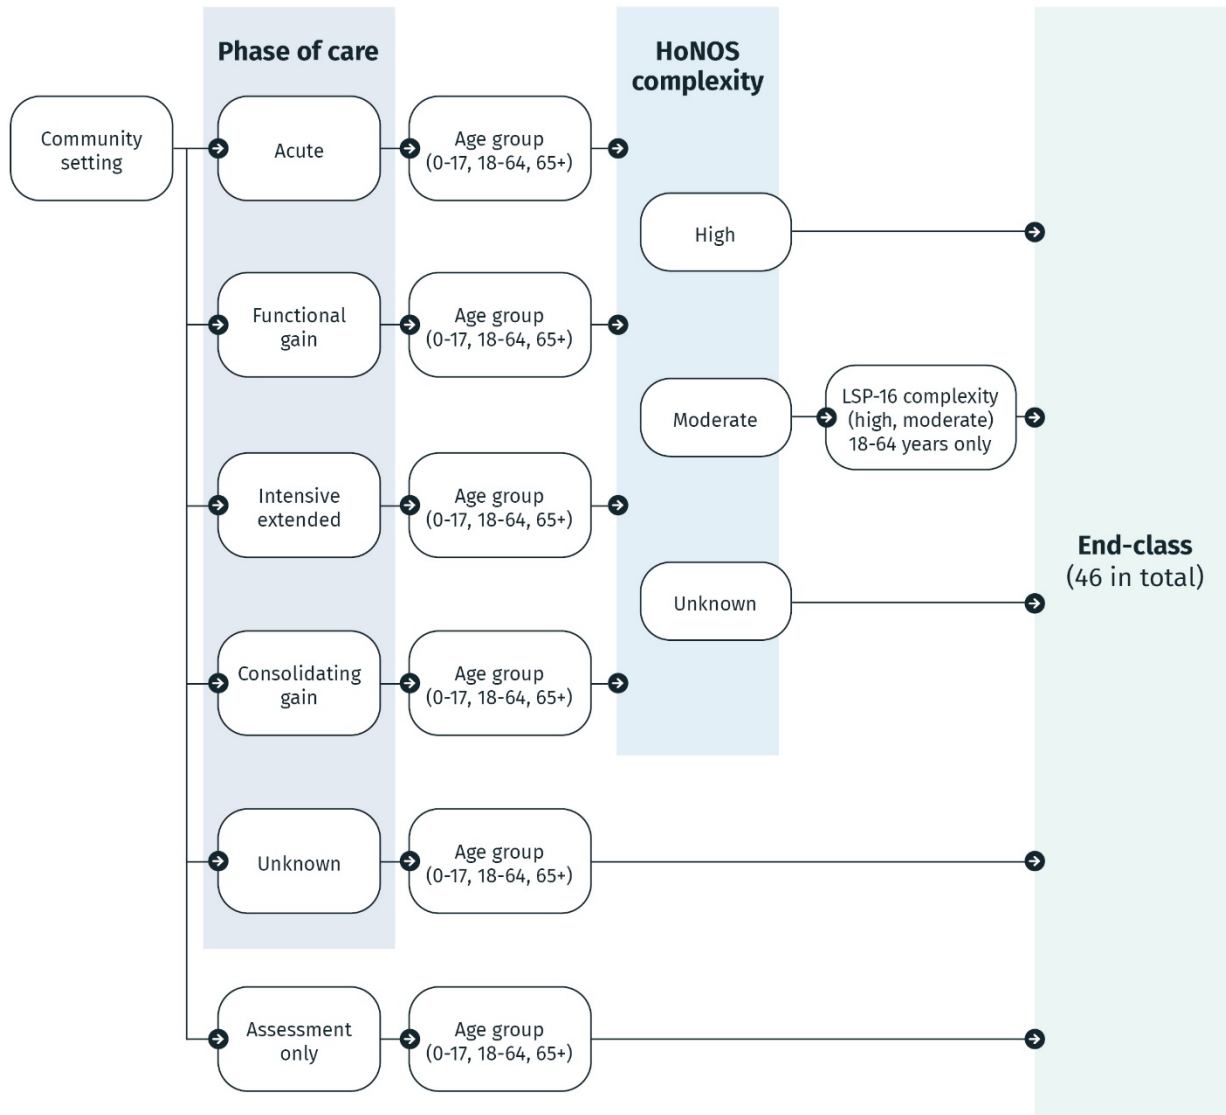 Phase of care
HoNOS
complexity
Community
setting
Acute
Age group
(0-17, 18-64, 65+)
High
Functional
gain
Age group
(0-17, 18-64, 65+)
Moderate
LSP-16 complexity
(high, moderate)
18-64 years only
Intensive
extended
Age group
(0-17, 18-64, 65+)
End-class
(46 in total)
Unknown
Consolidating
gain
Age group
(0-17, 18-64, 65+)
Unknown
Age group
(0-17, 18-64, 65+)
Assessment
only
Age group
(0-17, 18-64, 65+)